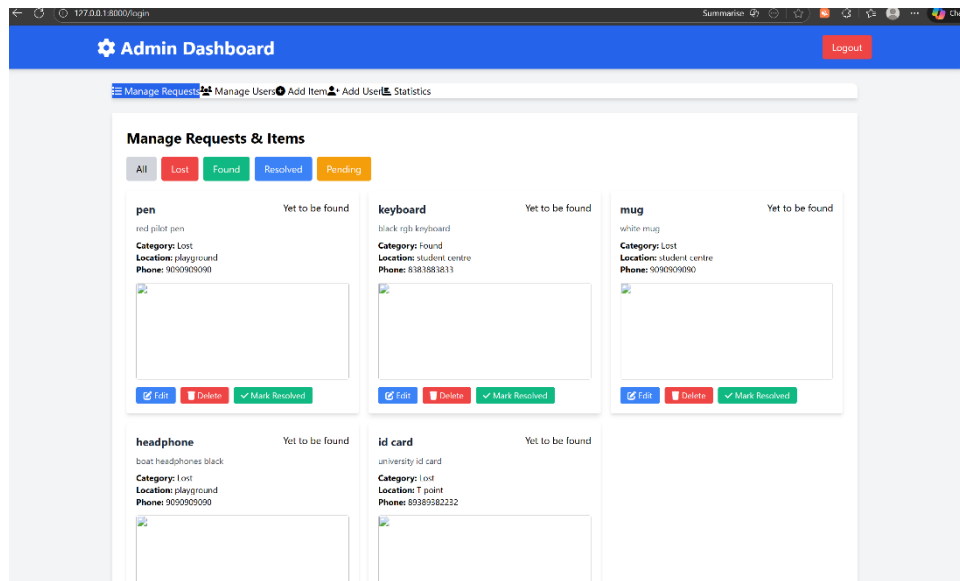 127.0.0.1:8000/login Summarise
Admin Dashboard Logout
Manage Requests Manage Users Add Item Add User Statistics
Manage Requests & Items
All Lost Found Resolved Pending
pen Yet to be found
red pilot pen
Category: Lost
Location: playground
Phone: 9090909090
Edit Delete Mark Resolved
keyboard Yet to be found
black rgb keyboard
Category: Found
Location: student centre
Phone: 8383883833
Edit Delete Mark Resolved
mug Yet to be found
white mug
Category: Lost
Location: student centre
Phone: 9090909090
Edit Delete Mark Resolved
headphone Yet to be found
boat headphones black
Category: Lost
Location: playground
Phone: 9090909090
id card Yet to be found
university id card
Category: Lost
Location: T point
Phone: 89389382232